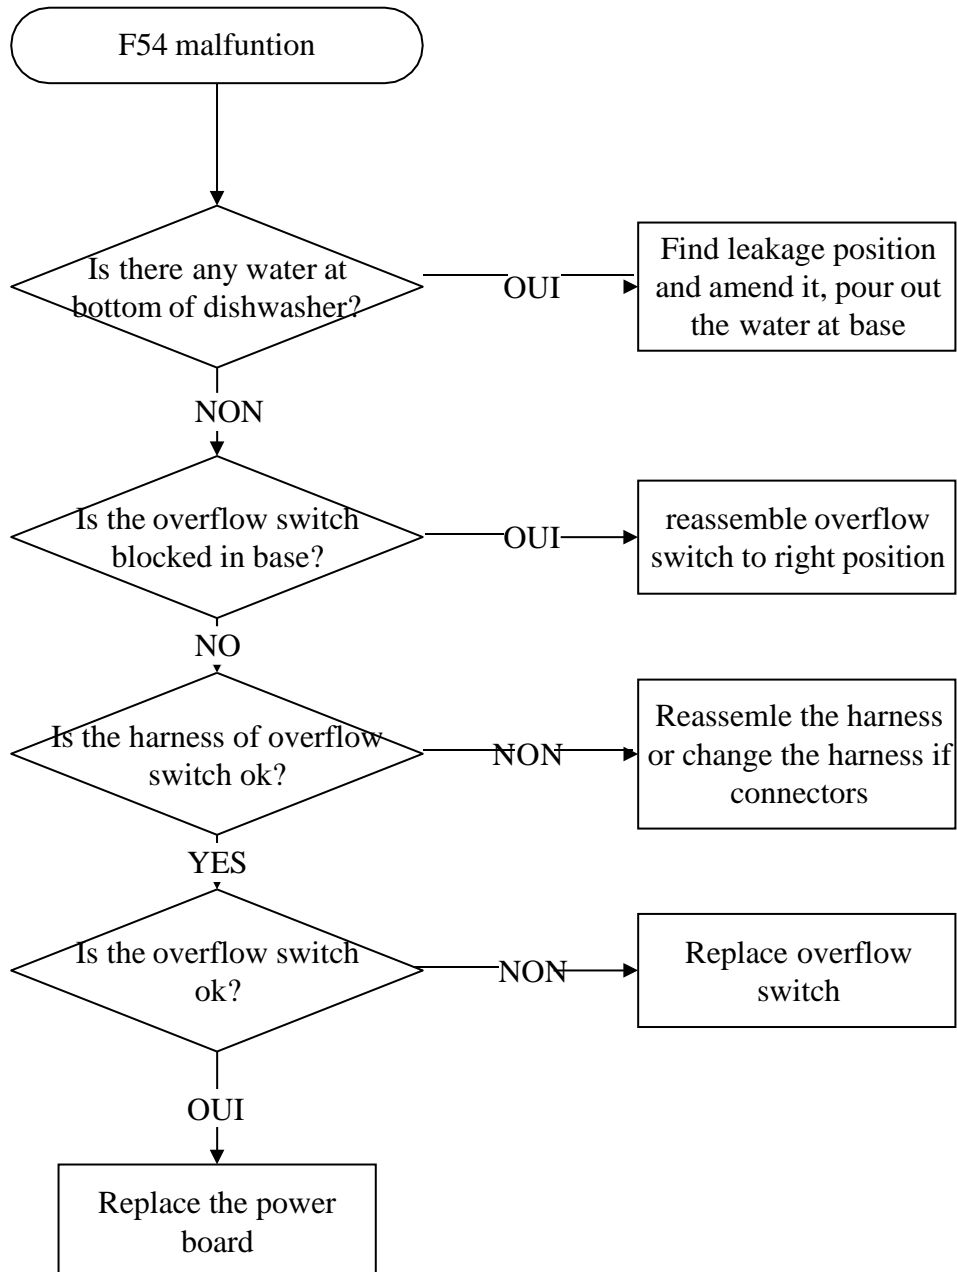 F54 malfuntion
Is there any water at
bottom of dishwasher?
OUI
Find leakage position
and amend it, pour out
the water at base
NON
Is the overflow switch
blocked in base?
OUI
reassemble overflow
switch to right position
NO
Is the harness of overflow
switch ok?
NON
Reassemle the harness
or change the harness if
connectors
YES
Is the overflow switch
ok?
NON
Replace overflow
switch
OUI
Replace the power
board